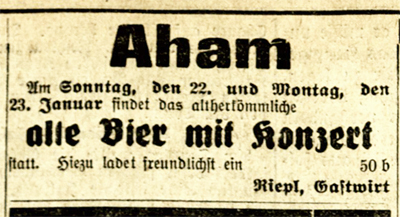 Aham
Am Sonntag, den 22. und Montag, den
23. Januar findet das altherkömmliche
alle Bier mit Konzert
statt. Hiezu ladet freundlichst ein 50 b
Riepl, Gastwirt